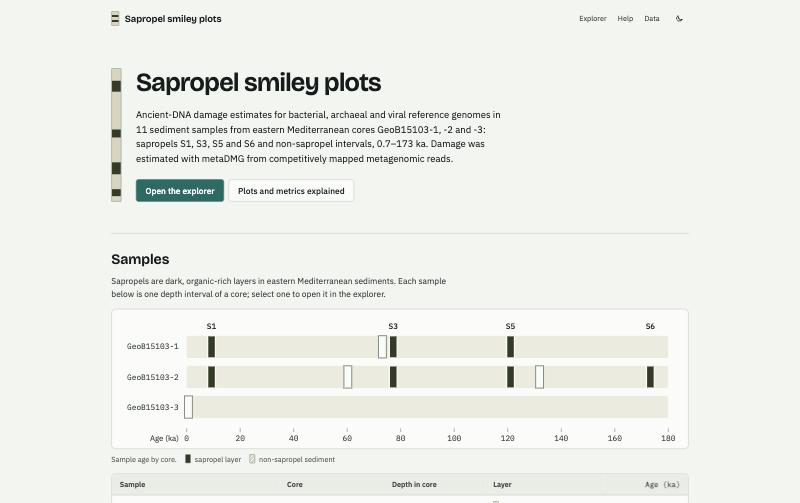 Sapropel smiley plots
Explorer Help Data
Sapropel smiley plots
Ancient-DNA damage estimates for bacterial, archaeal and viral reference genomes in
11 sediment samples from eastern Mediterranean cores GeoB15103-1, -2 and -3:
sapropels S1, S3, S5 and S6 and non-sapropel intervals, 0.7–173 ka. Damage was
estimated with metaDMG from competitively mapped metagenomic reads.
Open the explorer
Plots and metrics explained
Samples
Sapropels are dark, organic-rich layers in eastern Mediterranean sediments. Each sample
below is one depth interval of a core; select one to open it in the explorer.
S1 S3 S5 S6
GeoB15103-1
GeoB15103-2
GeoB15103-3
Age (ka) 0 20 40 60 80 100 120 140 160 180
Sample age by core. sapropel layer non-sapropel sediment
Sample Core Depth in core Layer Age (ka)